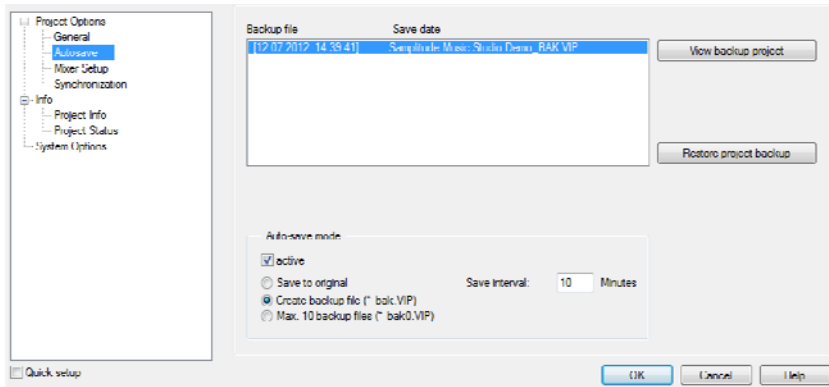 Project Options
General
Autosave
Mixer Setup
Synchronization
Info
Project Info
Project Status
System Options
Backup file Save date
[12.07.2012 14:39:41] Samplitude Music Studio Demo_BAK.VIP
View backup project
Restore project backup
Auto-save mode
active
Save to original Save interval: 10 Minutes
Create backup file (*_bak.VIP)
Max. 10 backup files (*_bak0.VIP)
Quick setup
OK Cancel Help